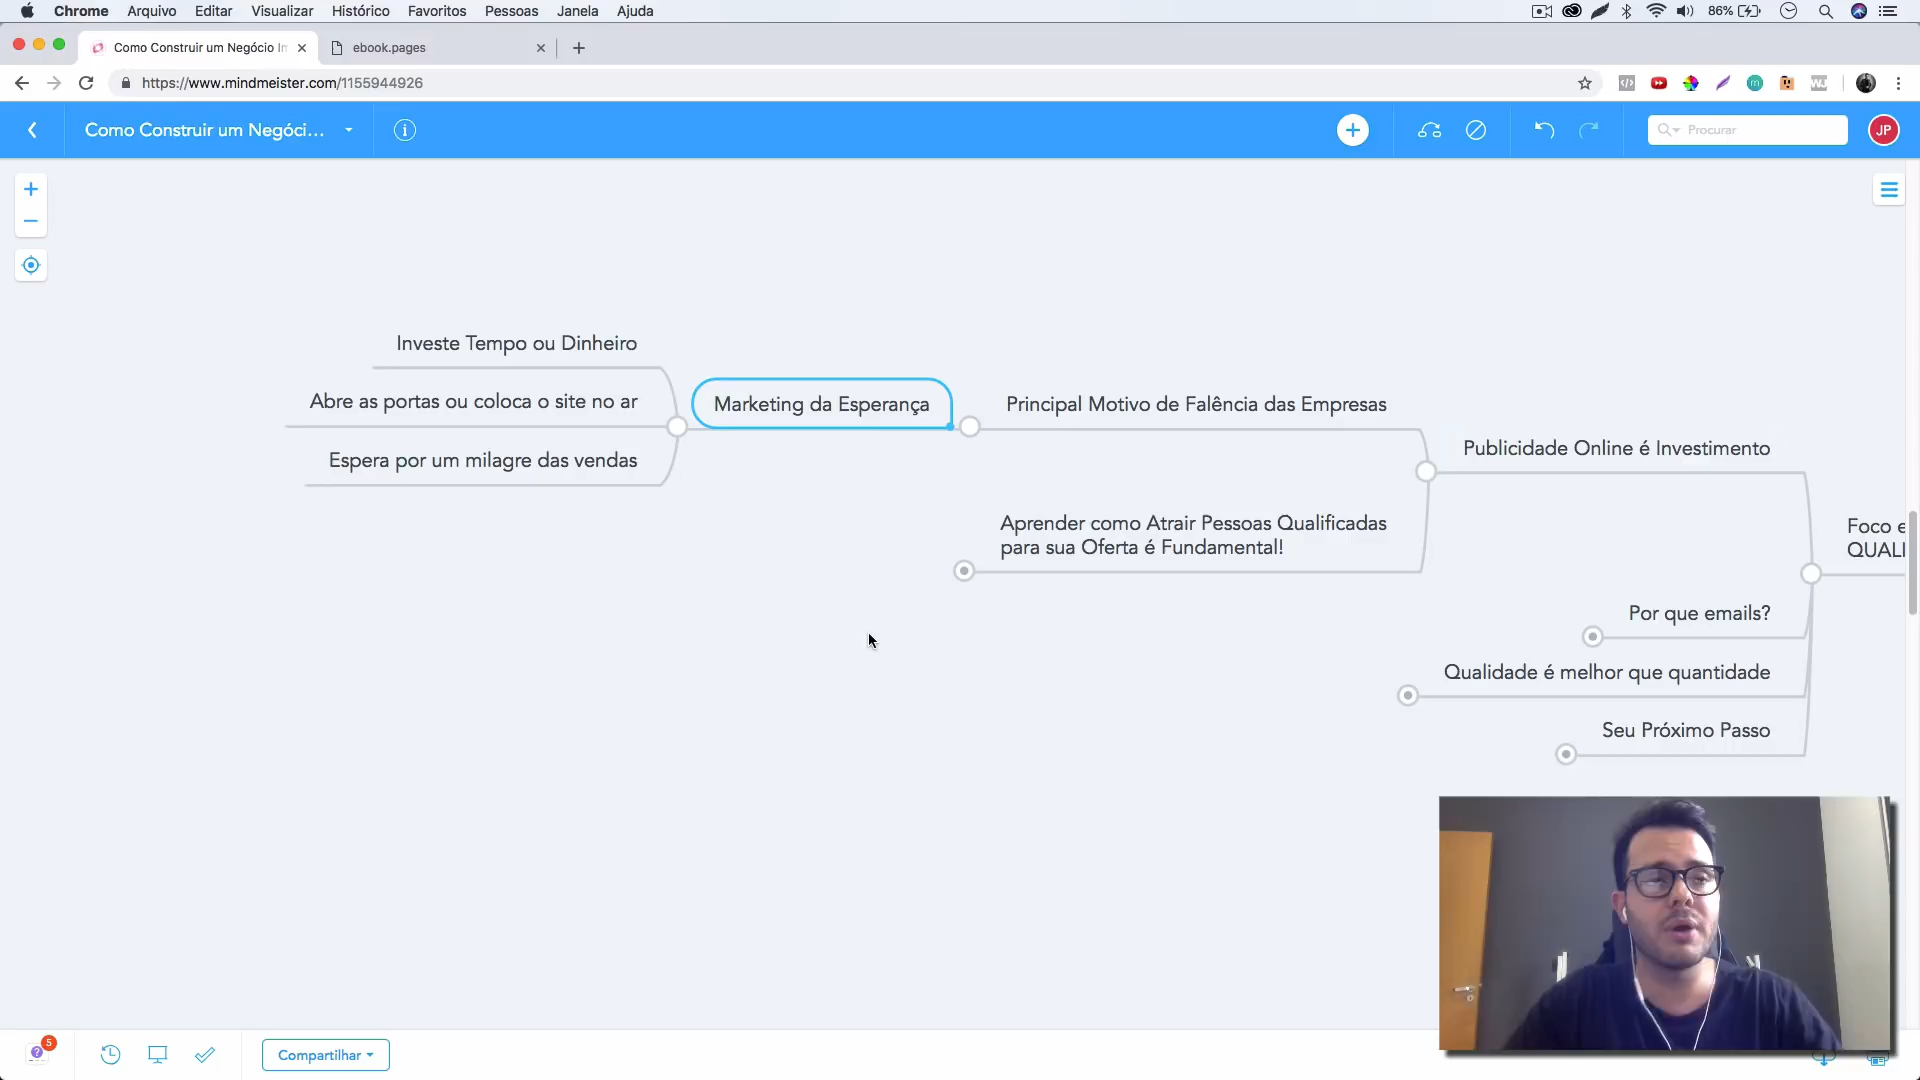 Chrome Arquivo Editar Visualizar Histórico Favoritos Pessoas Janela Ajuda 86%
Como Construir um Negócio In ebook.pages
https://www.mindmeister.com/1155944926
Como Construir um Negóci... Procurar JP
Investe Tempo ou Dinheiro
Abre as portas ou coloca o site no ar
Espera por um milagre das vendas
Marketing da Esperança
Principal Motivo de Falência das Empresas
Aprender como Atrair Pessoas Qualificadas
para sua Oferta é Fundamental!
Publicidade Online é Investimento
Foco e
QUALI
Por que emails?
Qualidade é melhor que quantidade
Seu Próximo Passo
5
Compartilhar